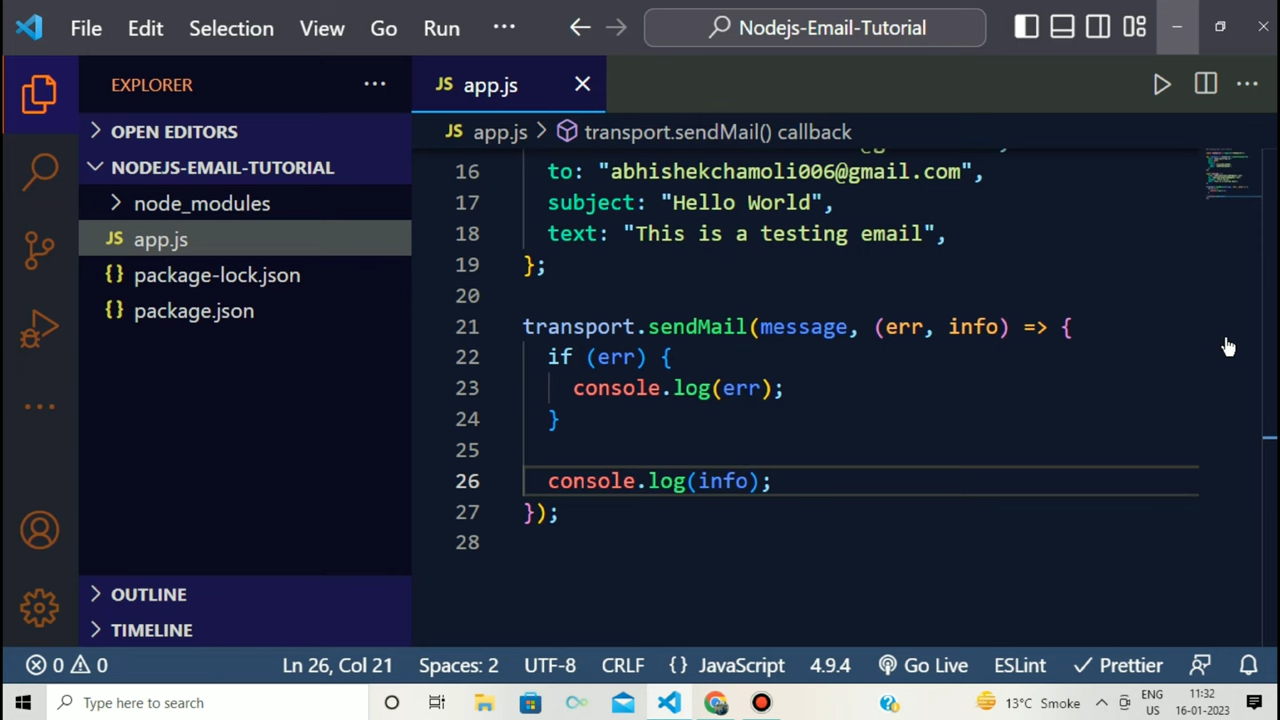 File Edit Selection View Go Run ··· Nodejs-Email-Tutorial
EXPLORER ···
OPEN EDITORS
NODEJS-EMAIL-TUTORIAL
node_modules
JS app.js
{} package-lock.json
{} package.json
OUTLINE
TIMELINE
JS app.js
JS app.js > transport.sendMail() callback
16 to: "abhishekchamoli006@gmail.com",
17 subject: "Hello World",
18 text: "This is a testing email",
19 };
20
21 transport.sendMail(message, (err, info) => {
22 if (err) {
23 console.log(err);
24 }
25
26 console.log(info);
27 });
28
0 0 Ln 26, Col 21 Spaces: 2 UTF-8 CRLF {} JavaScript 4.9.4 Go Live ESLint Prettier
Type here to search 13°C Smoke ENG 11:32
US 16-01-2023